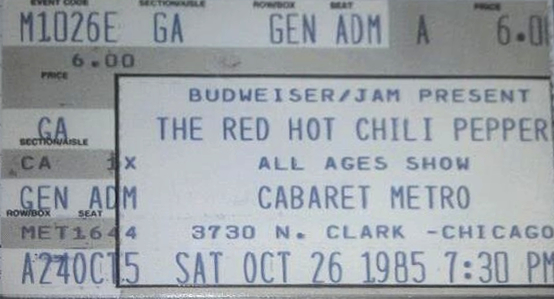 EVENT CODE SECTION/AISLE ROW/BOX SEAT PRICE
M1026E GA GEN ADM A 6.00
6.00
PRICE
BUDWEISER/JAM PRESENT
GA THE RED HOT CHILI PEPPER
SECTION/AISLE
CA 1X ALL AGES SHOW
GEN ADM CABARET METRO
ROW/BOX SEAT
MET1644 3730 N. CLARK -CHICAGO
A24OCT5 SAT OCT 26 1985 7:30 PM